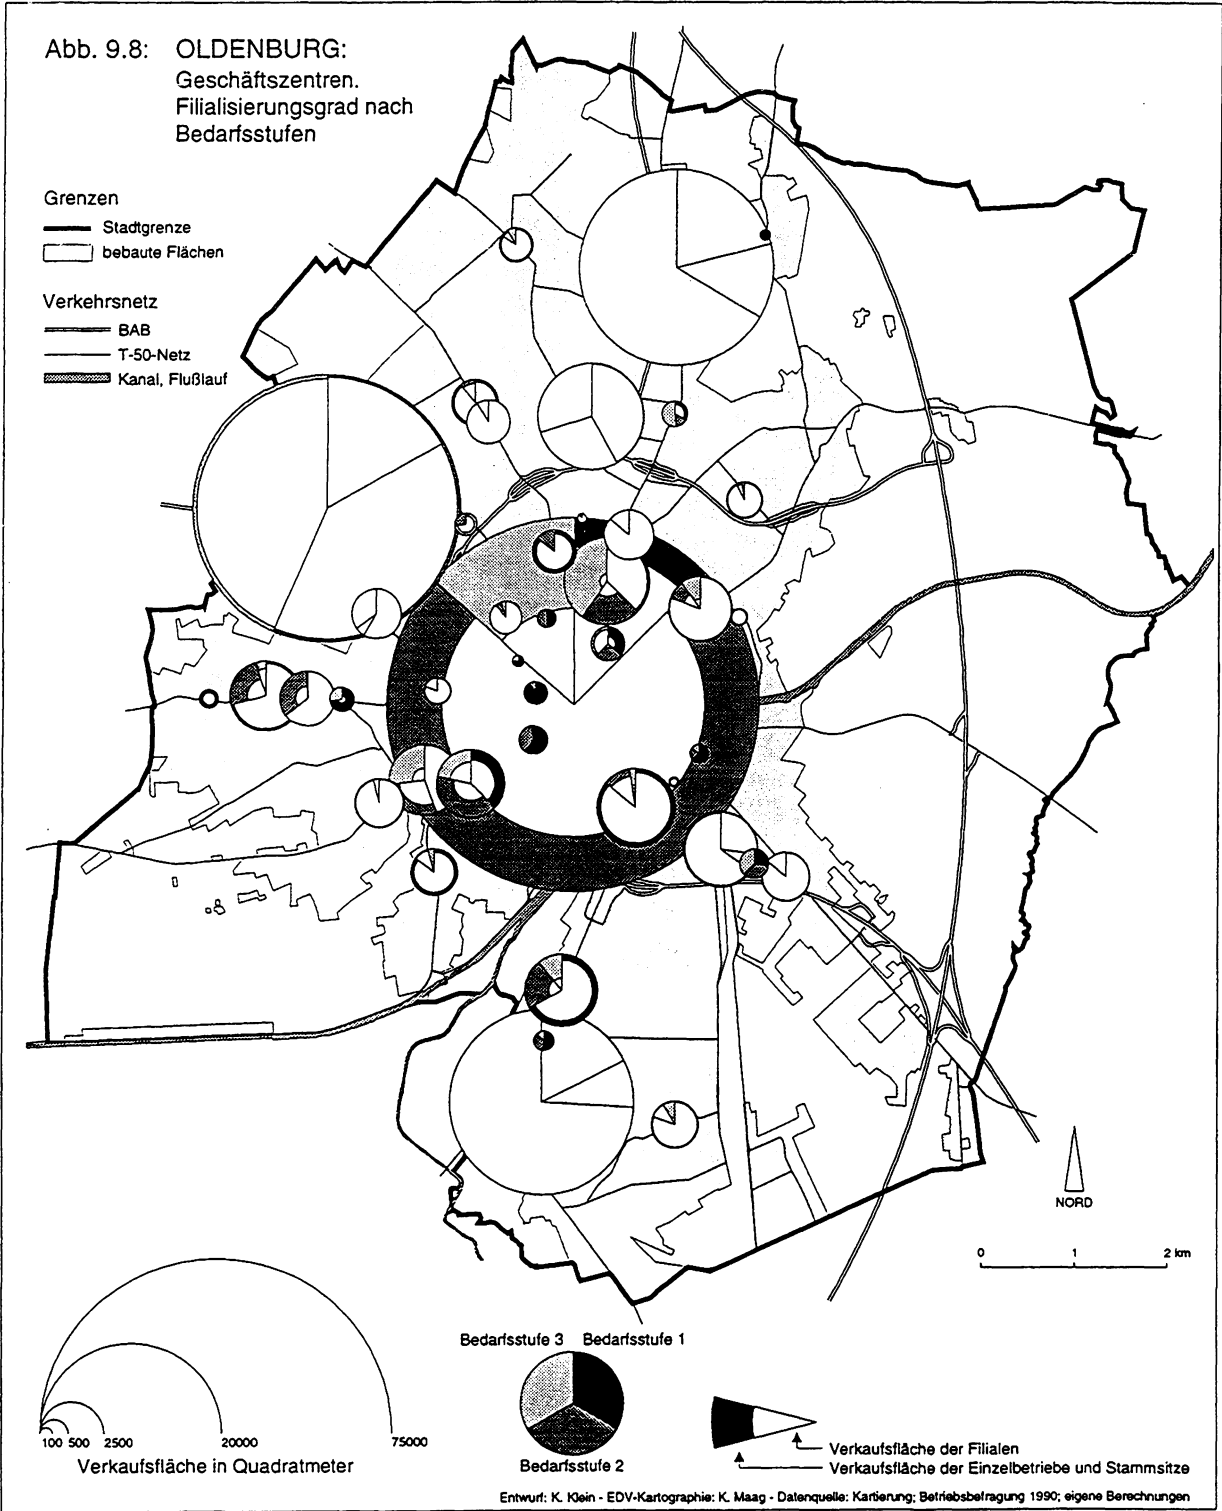 Abb. 9.8: OLDENBURG:
Geschäftszentren.
Filialisierungsgrad nach
Bedarfsstufen
Grenzen
Stadtgrenze
bebaute Flächen
Verkehrsnetz
BAB
T-50-Netz
Kanal, Flußlauf
NORD
0 1 2 km
Bedarfsstufe 3 Bedarfsstufe 1
Bedarfsstufe 2
100 500 2500 20000 75000
Verkaufsfläche in Quadratmeter
Verkaufsfläche der Filialen
Verkaufsfläche der Einzelbetriebe und Stammsitze
Entwurf: K. Klein - EDV-Kartographie: K. Maag - Datenquelle: Kartierung; Betriebsbefragung 1990; eigene Berechnungen